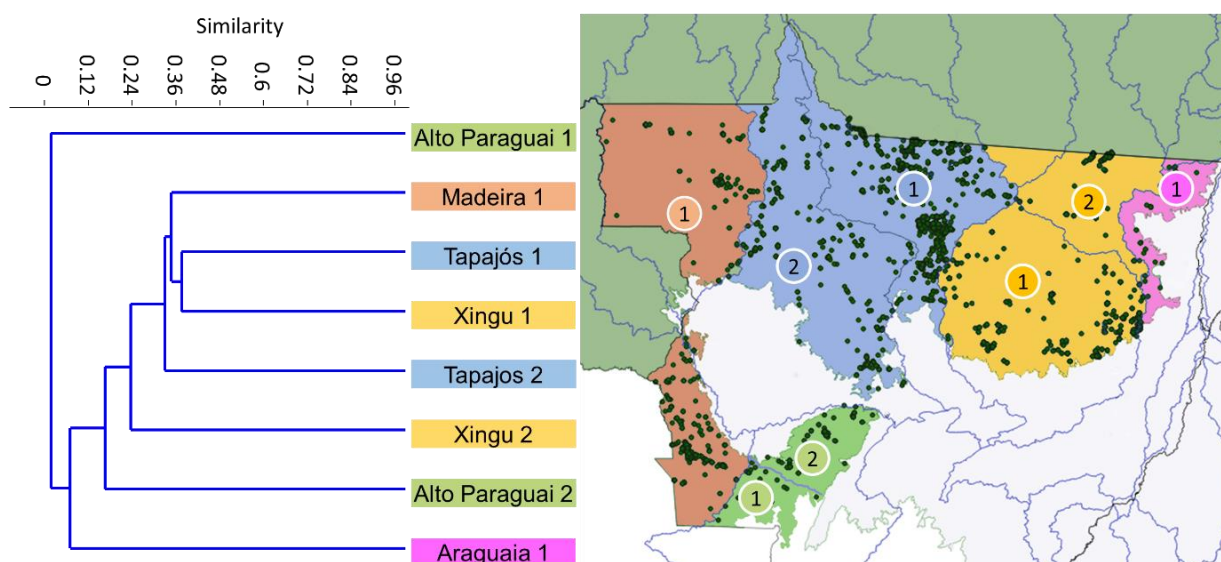 Similarity
0
0.12
0.24
0.36
0.48
0.6
0.72
0.84
0.996
Alto Paraguai 1
Madeira 1
Tapajós 1
Xingu 1
Tapajos 2
Xingu 2
Alto Paraguai 2
Araguaia 1
1
1
2
1
2
1
2
1